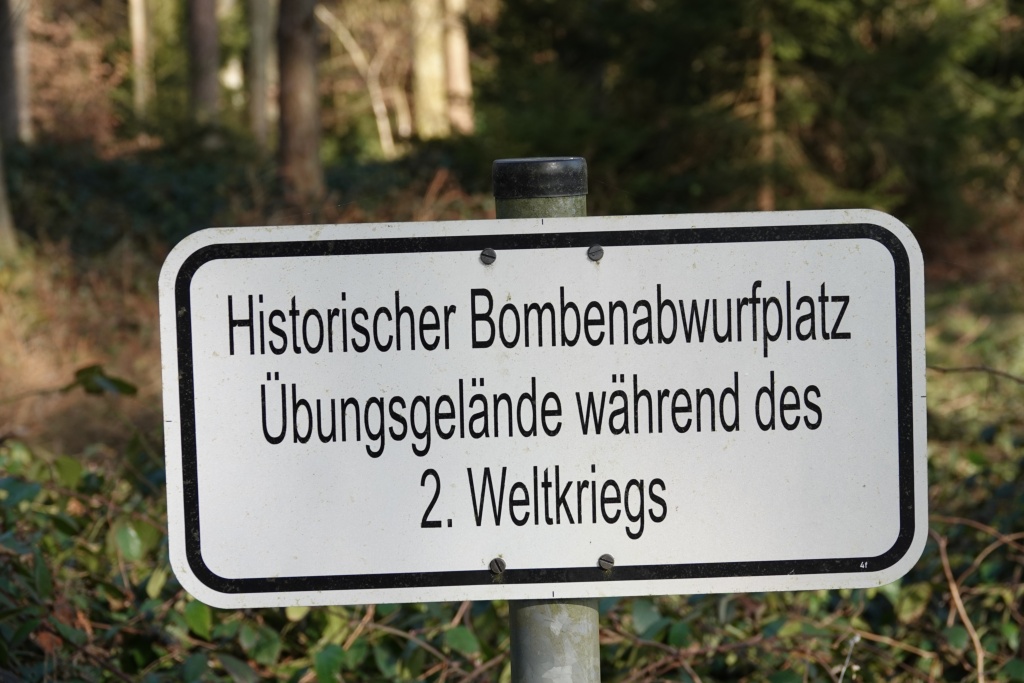 Historischer Bombenabwurfplatz
Übungsgelände während des
2. Weltkriegs